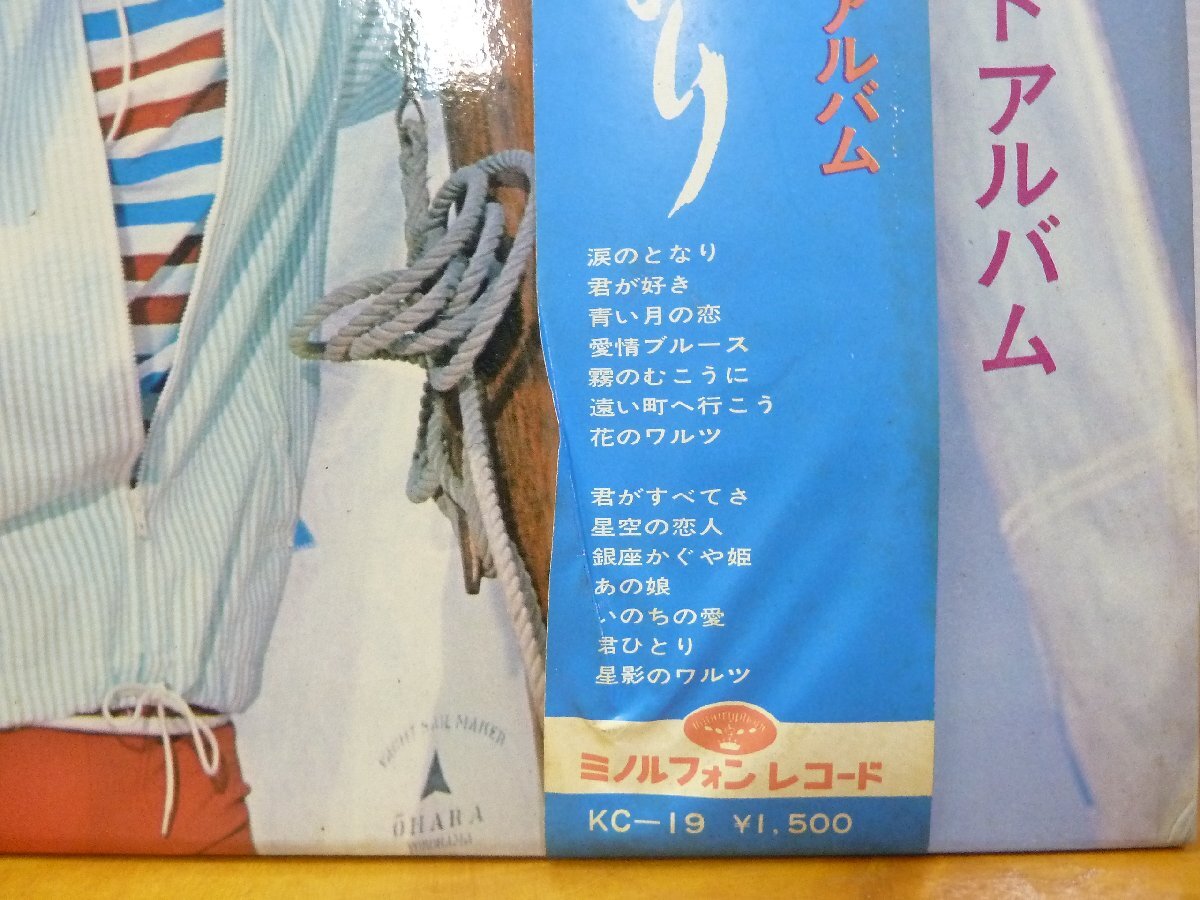 トアルバム
アルバム
り
涙のとなり
君が好き
青い月の恋
愛情ブルース
霧のむこうに
遠い町へ行こう
花のワルツ
君がすべてさ
星空の恋人
銀座かぐや姫
あの娘
いのちの愛
君ひとり
星影のワルツ
ミノルフォンレコード
KC-19 ¥1,500
YACHT SAIL MAKER
ŌHARA